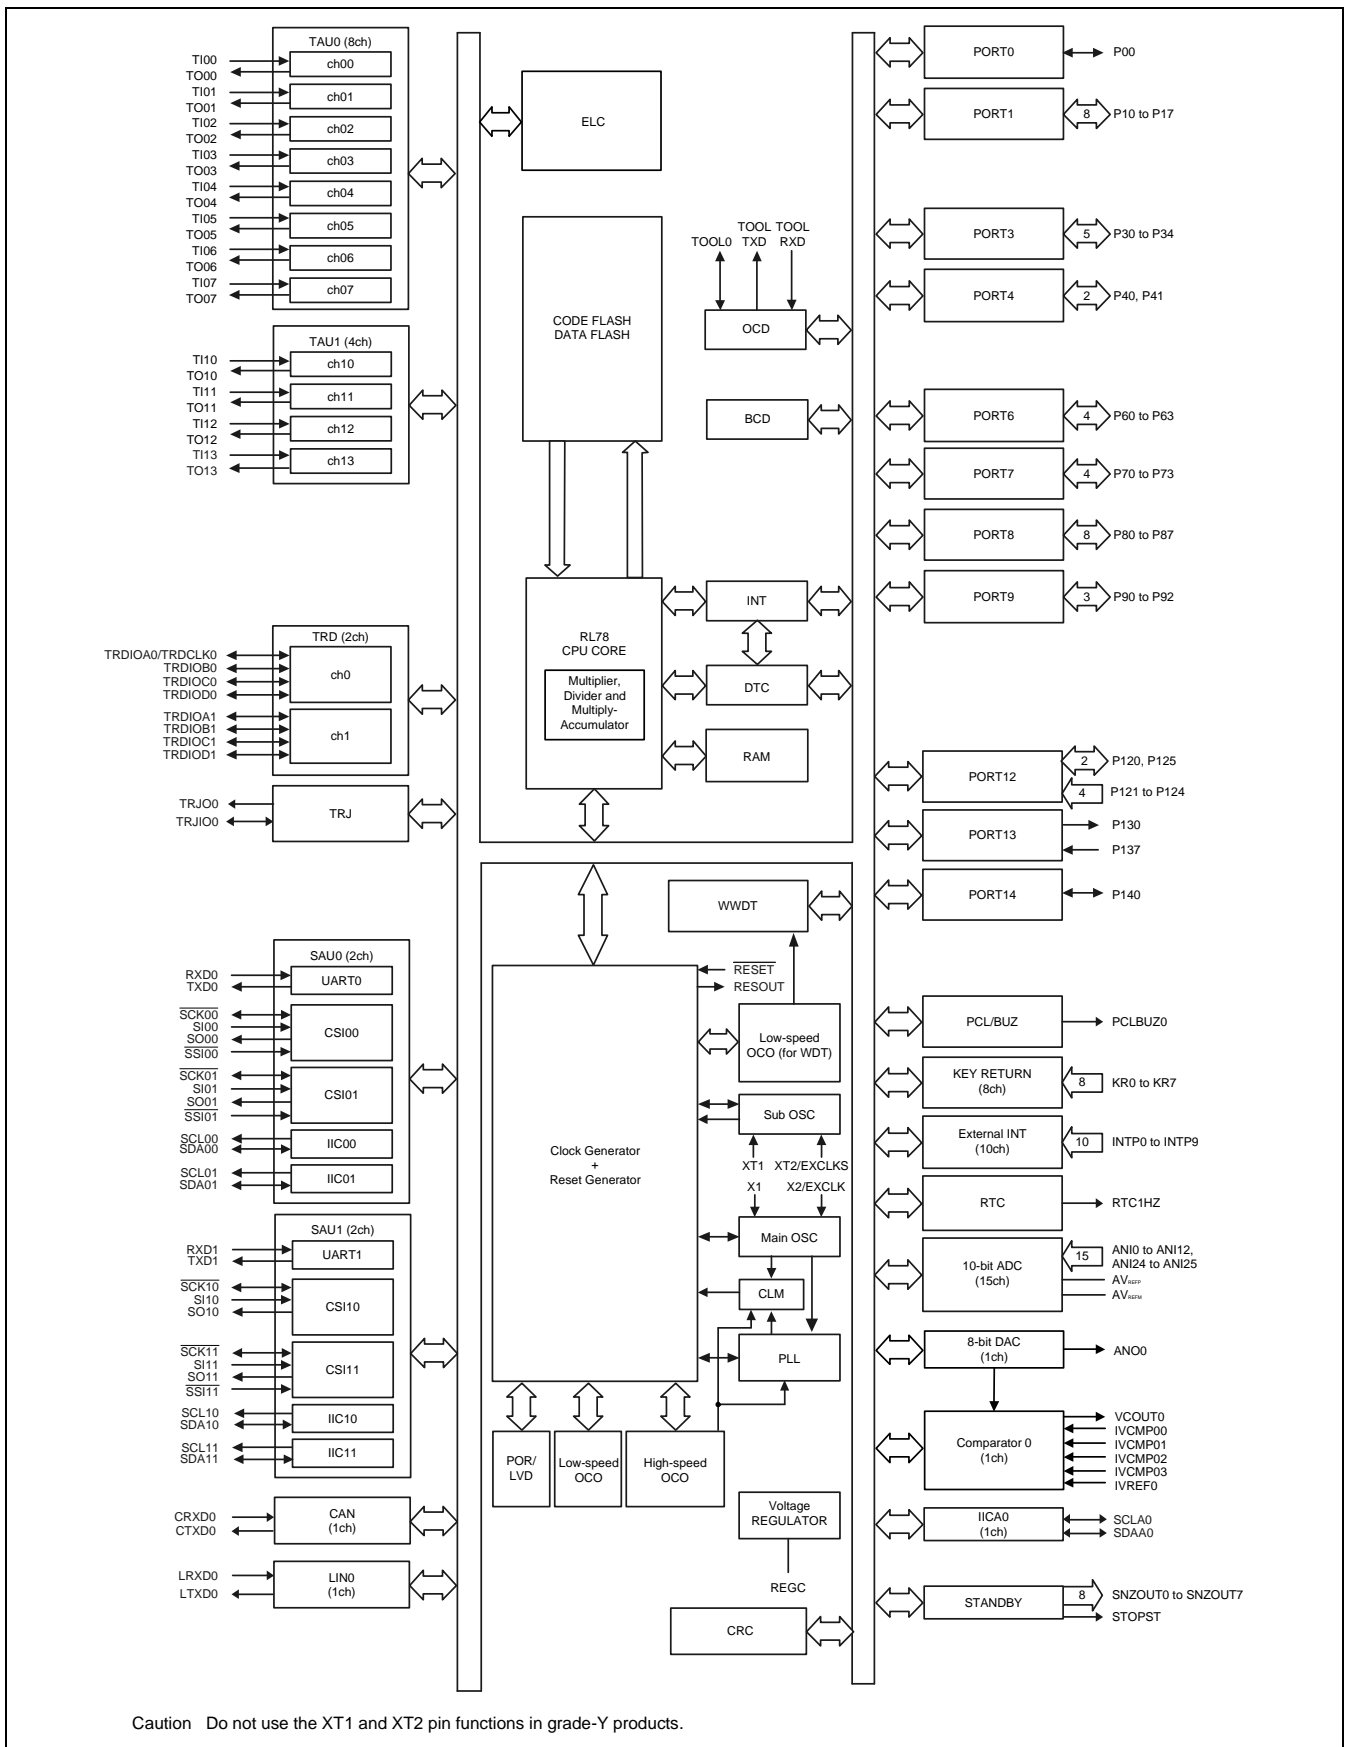 TAU0 (8ch)
TI00
TO00
ch00
TI01
TO01
ch01
TI02
TO02
ch02
TI03
TO03
ch03
TI04
TO04
ch04
TI05
TO05
ch05
TI06
TO06
ch06
TI07
TO07
ch07
TAU1 (4ch)
TI10
TO10
ch10
TI11
TO11
ch11
TI12
TO12
ch12
TI13
TO13
ch13
TRD (2ch)
TRDIOA0/TRDCLK0
TRDIOB0
TRDIOC0
TRDIOD0
ch0
TRDIOA1
TRDIOB1
TRDIOC1
TRDIOD1
ch1
TRJO0
TRJIO0
TRJ
SAU0 (2ch)
RXD0
TXD0
UART0
SCK00
SI00
SO00
SSI00
CSI00
SCK01
SI01
SO01
SSI01
CSI01
SCL00
SDA00
IIC00
SCL01
SDA01
IIC01
SAU1 (2ch)
RXD1
TXD1
UART1
SCK10
SI10
SO10
CSI10
SCK11
SI11
SO11
SSI11
CSI11
SCL10
SDA10
IIC10
SCL11
SDA11
IIC11
CRXD0
CTXD0
CAN
(1ch)
LRXD0
LTXD0
LIN0
(1ch)
ELC
CODE FLASH
DATA FLASH
TOOL0
TOOL
TXD
TOOL
RXD
OCD
BCD
RL78
CPU CORE
Multiplier,
Divider and
Multiply-
Accumulator
INT
DTC
RAM
WWDT
RESET
RESOUT
Low-speed
OCO (for WDT)
Clock Generator
+
Reset Generator
Sub OSC
XT1
XT2/EXCLKS
X1
X2/EXCLK
Main OSC
CLM
PLL
POR/
LVD
Low-speed
OCO
High-speed
OCO
Voltage
REGULATOR
REGC
CRC
PORT0
P00
PORT1
8
P10 to P17
PORT3
5
P30 to P34
PORT4
2
P40, P41
PORT6
4
P60 to P63
PORT7
4
P70 to P73
PORT8
8
P80 to P87
PORT9
3
P90 to P92
PORT12
2
P120, P125
4
P121 to P124
PORT13
P130
P137
PORT14
P140
PCL/BUZ
PCLBUZ0
KEY RETURN
(8ch)
8
KR0 to KR7
External INT
(10ch)
10
INTP0 to INTP9
RTC
RTC1HZ
10-bit ADC
(15ch)
15
ANI0 to ANI12,
ANI24 to ANI25
AVREFP
AVREFM
8-bit DAC
(1ch)
ANO0
Comparator 0
(1ch)
VCOUT0
IVCMP00
IVCMP01
IVCMP02
IVCMP03
IVREF0
IICA0
(1ch)
SCLA0
SDAA0
STANDBY
8
SNZOUT0 to SNZOUT7
STOPST
Caution Do not use the XT1 and XT2 pin functions in grade-Y products.